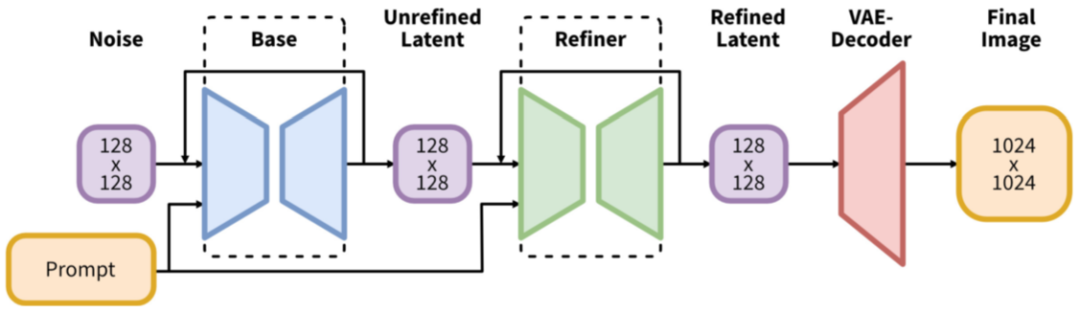 Noise
Base
Unrefined
Latent
Refiner
Refined
Latent
VAE-
Decoder
Final
Image
128
x
128
128
x
128
128
x
128
1024
x
1024
Prompt